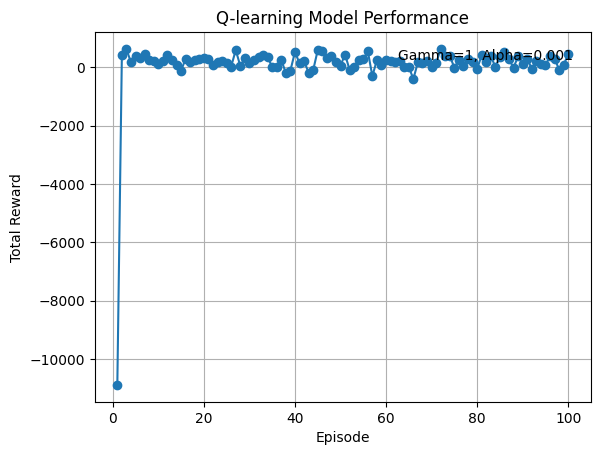 Q-learning Model Performance
Gamma=1, Alpha=0.001
0
−2000
−4000
−6000
−8000
−10000
Total Reward
0 20 40 60 80 100
Episode